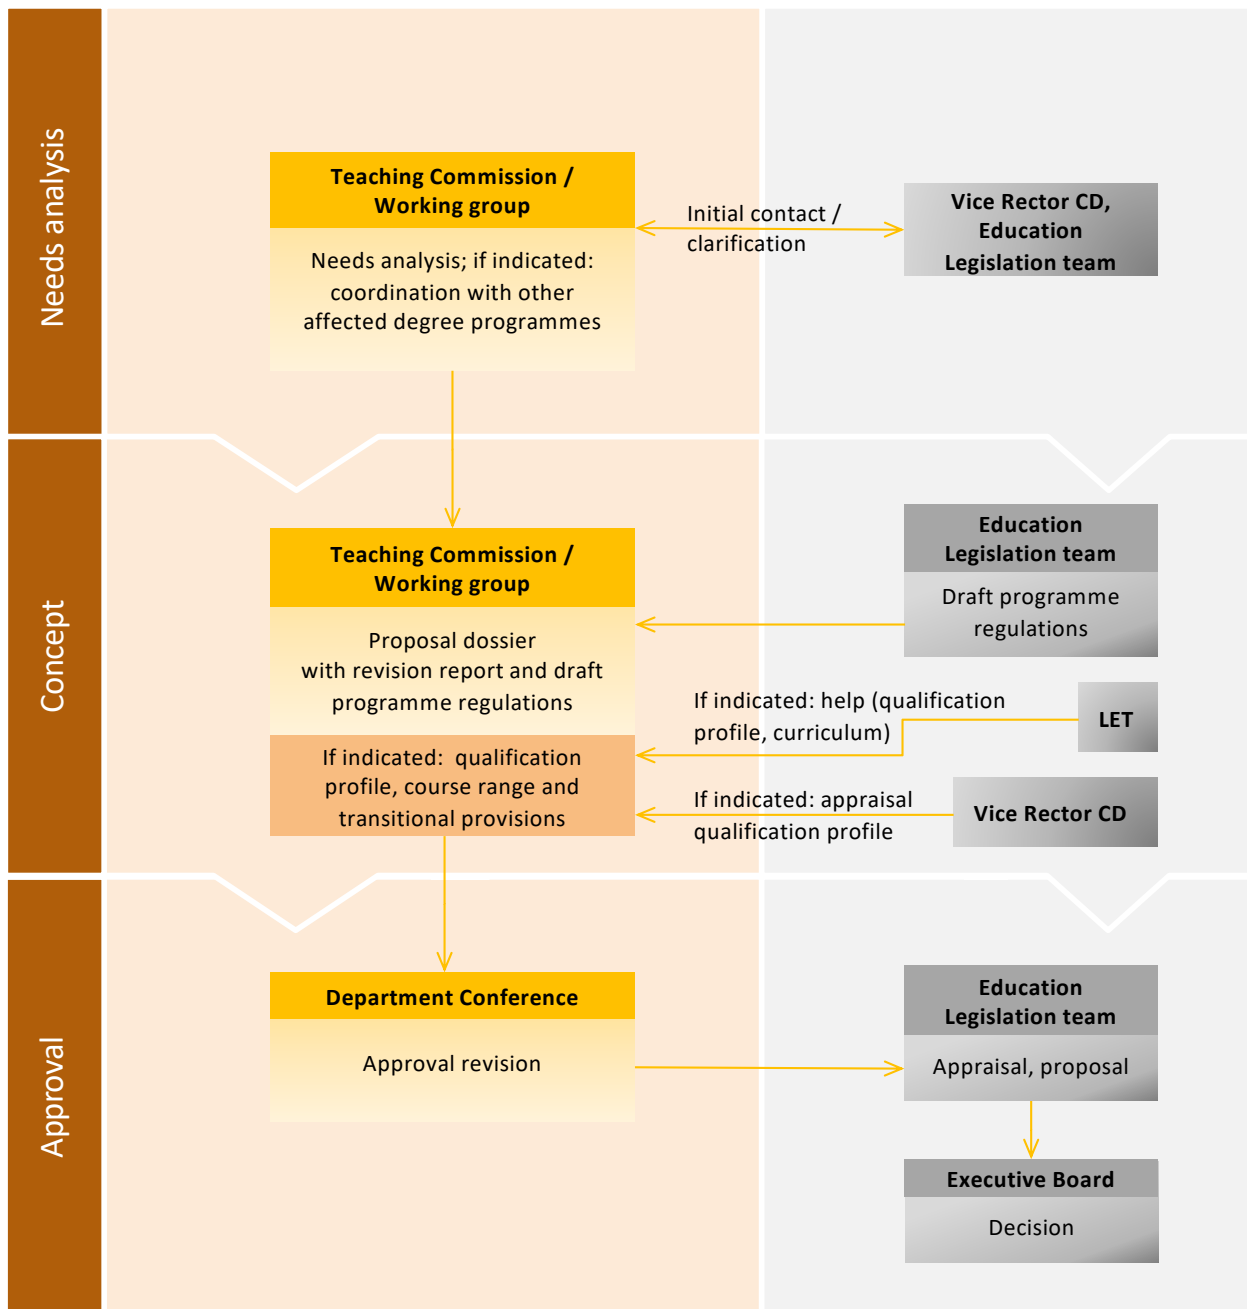 Needs analysis
Teaching Commission /
Working group
Needs analysis; if indicated:
coordination with other
affected degree programmes
Initial contact /
clarification
Vice Rector CD,
Education
Legislation team
Concept
Teaching Commission /
Working group
Proposal dossier
with revision report and draft
programme regulations
If indicated: qualification
profile, course range and
transitional provisions
Education
Legislation team
Draft programme
regulations
If indicated: help (qualification
profile, curriculum)
LET
If indicated: appraisal
qualification profile
Vice Rector CD
Approval
Department Conference
Approval revision
Education
Legislation team
Appraisal, proposal
Executive Board
Decision